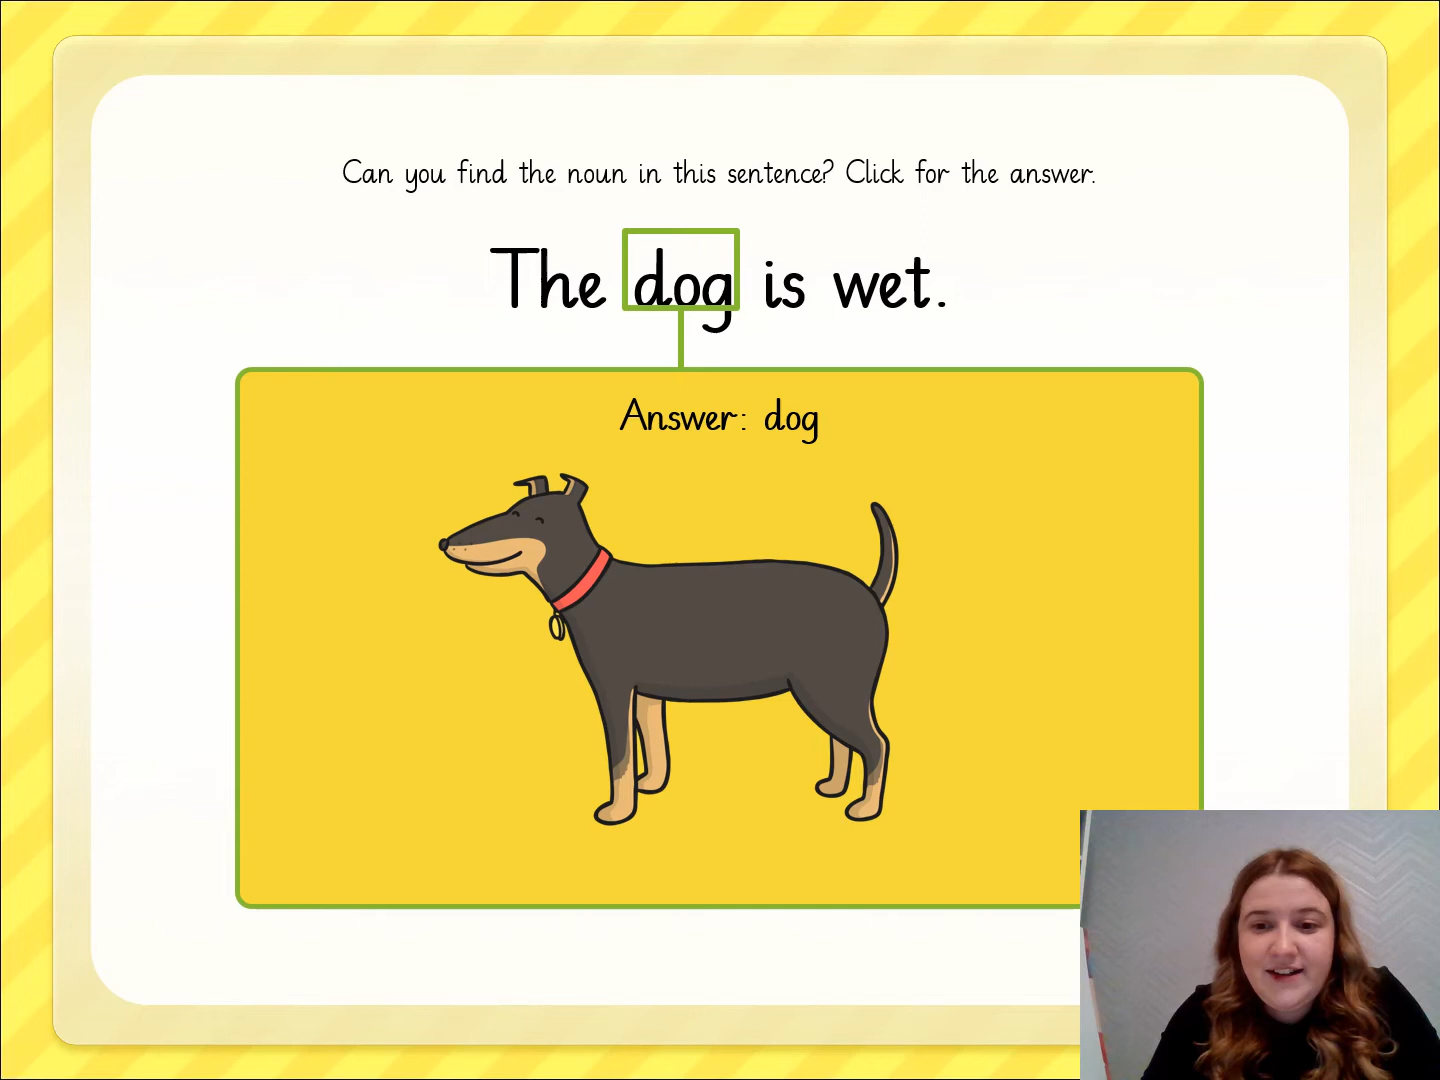 Can you find the noun in this sentence? Click for the answer.
The dog is wet.
Answer: dog